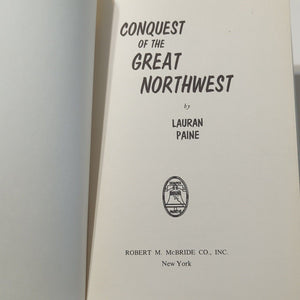 CONQUEST
OF THE
GREAT
NORTHWEST
by
LAURAN
PAINE
ROBERT M. McBRIDE CO., INC.
New York